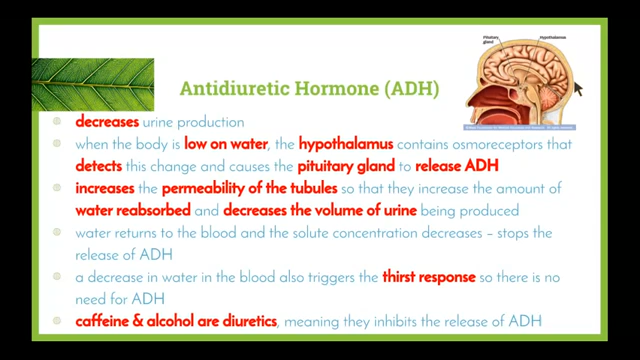 Pituitary gland
Hypothalamus
Antidiuretic Hormone (ADH)
decreases urine production
when the body is low on water, the hypothalamus contains osmoreceptors that
detects this change and causes the pituitary gland to release ADH
increases the permeability of the tubules so that they increase the amount of
water reabsorbed and decreases the volume of urine being produced
water returns to the blood and the solute concentration decreases – stops the
release of ADH
a decrease in water in the blood also triggers the thirst response so there is no
need for ADH
caffeine & alcohol are diuretics, meaning they inhibits the release of ADH